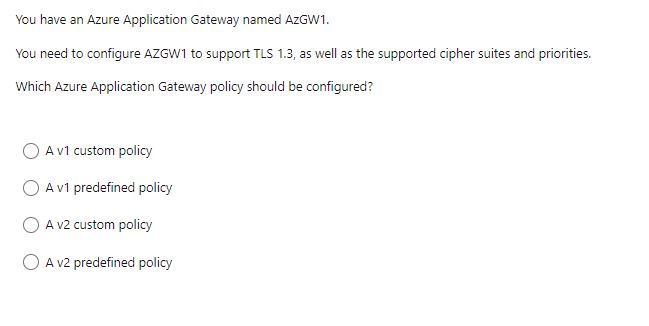 You have an Azure Application Gateway named AzGW1.
You need to configure AZGW1 to support TLS 1.3, as well as the supported cipher suites and priorities.
Which Azure Application Gateway policy should be configured?
A v1 custom policy
A v1 predefined policy
A v2 custom policy
A v2 predefined policy